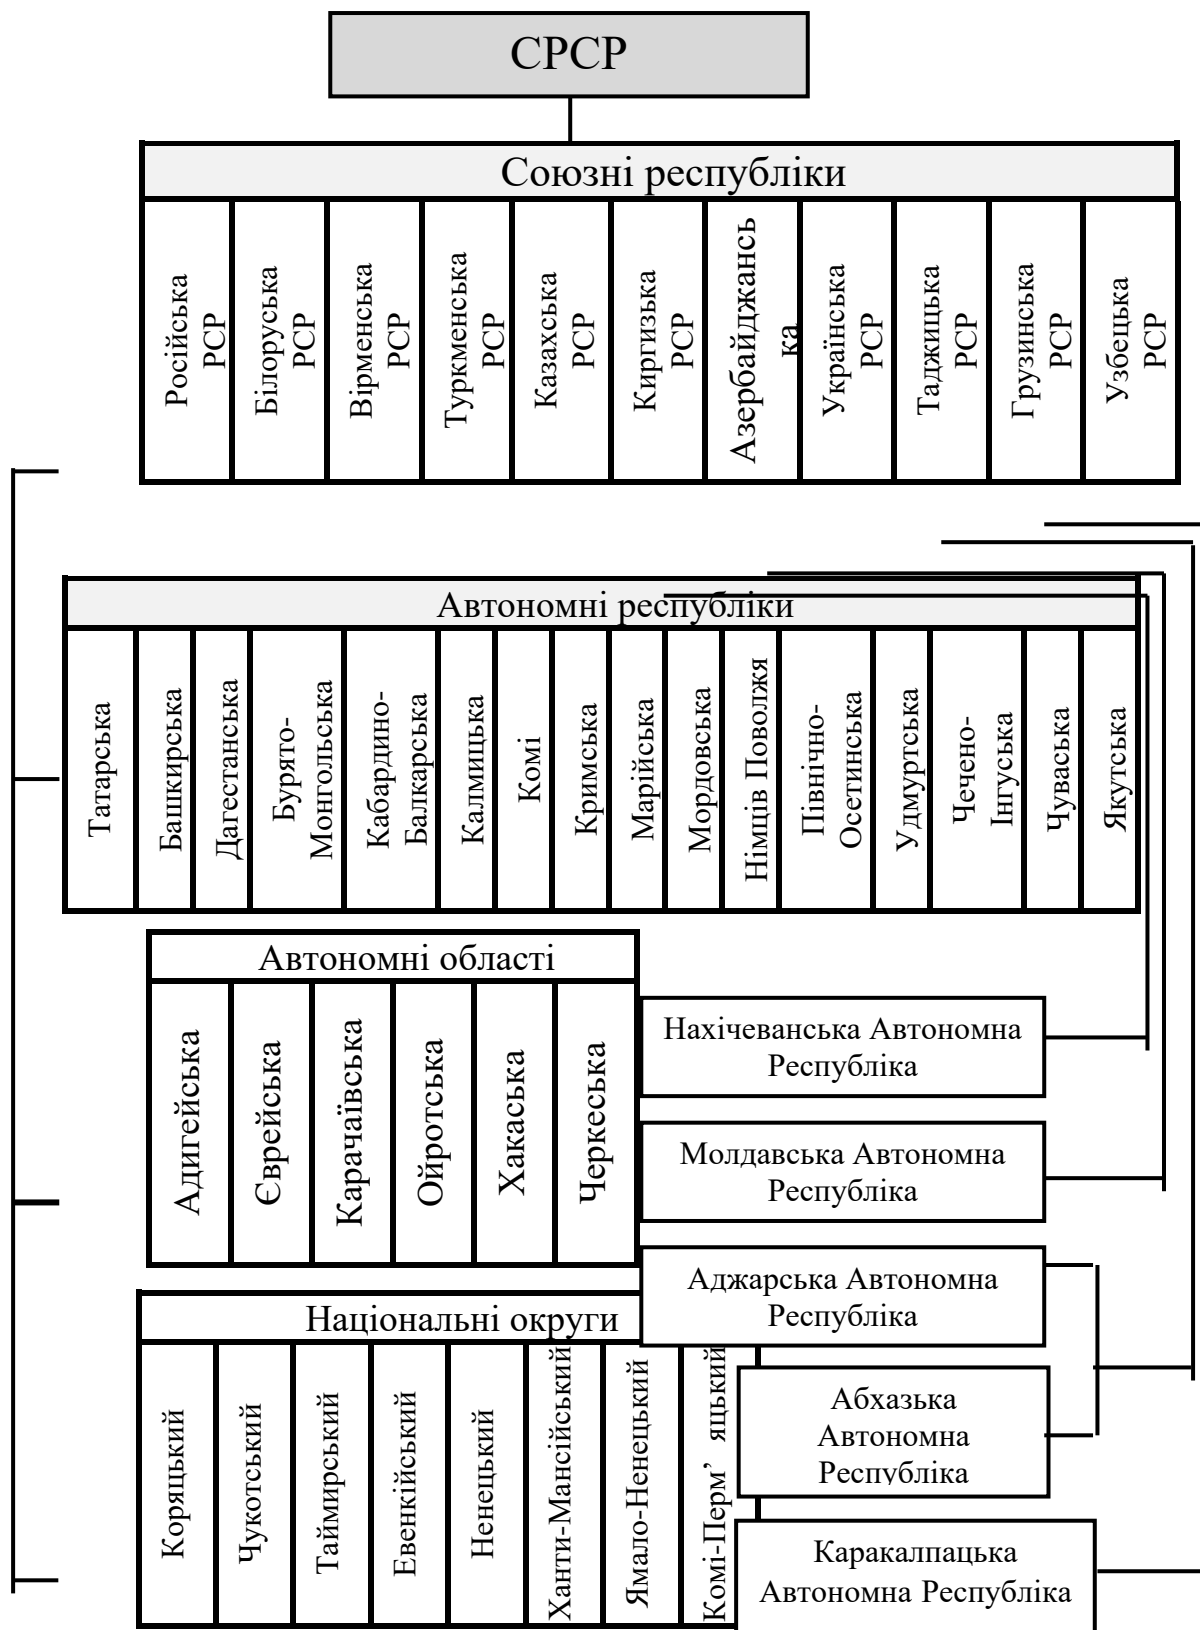 СРСР
Союзні республіки
Російська
РСР
Білоруська
РСР
Вірменська
РСР
Туркменська
РСР
Казахська
РСР
Киргизька
РСР
Азербайджансь
ка
Українська
РСР
Таджицька
РСР
Грузинська
РСР
Узбецька
РСР
Автономні республіки
Татарська
Башкирська
Дагестанська
Бурято-
Монгольська
Кабардино-
Балкарська
Калмицька
Комі
Кримська
Марійська
Мордовська
Німців Поволжя
Північно-
Осетинська
Удмуртська
Чечено-
Інгуська
Чуваська
Якутська
Автономні області
Адигейська
Єврейська
Карачаївська
Ойротська
Хакаська
Черкеська
Нахічеванська Автономна
Республіка
Молдавська Автономна
Республіка
Аджарська Автономна
Республіка
Абхазька
Автономна
Республіка
Каракалпацька
Автономна Республіка
Національні округи
Коряцький
Чукотський
Таймирський
Евенкійський
Ненецький
Ханти-Мансійський
Ямало-Ненецький
Комі-Перм’ яцький